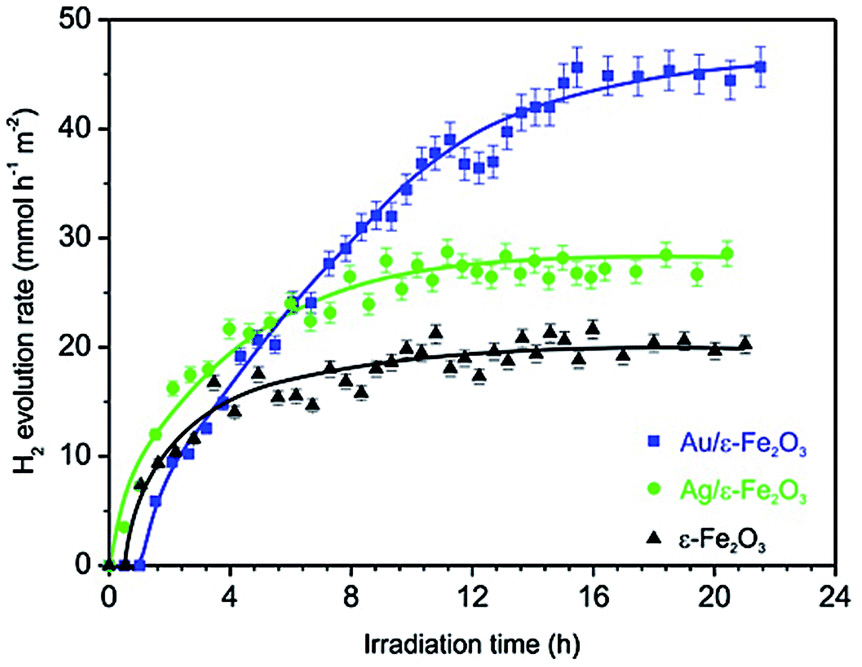 50
40
30
20
10
0
H₂ evolution rate (mmol h⁻¹ m⁻²)
Au/ε-Fe₂O₃
Ag/ε-Fe₂O₃
ε-Fe₂O₃
0 4 8 12 16 20 24
Irradiation time (h)